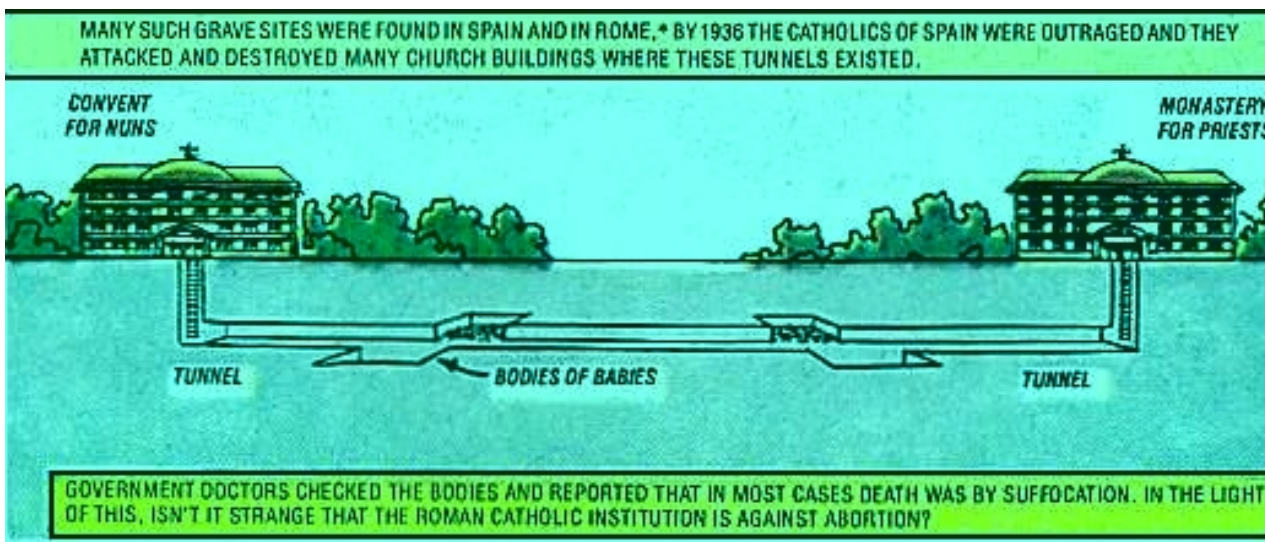 MANY SUCH GRAVE SITES WERE FOUND IN SPAIN AND IN ROME,* BY 1936 THE CATHOLICS OF SPAIN WERE OUTRAGED AND THEY
ATTACKED AND DESTROYED MANY CHURCH BUILDINGS WHERE THESE TUNNELS EXISTED.
CONVENT
FOR NUNS
MONASTERY
FOR PRIESTS
TUNNEL
BODIES OF BABIES
TUNNEL
GOVERNMENT DOCTORS CHECKED THE BODIES AND REPORTED THAT IN MOST CASES DEATH WAS BY SUFFOCATION. IN THE LIGHT
OF THIS, ISN'T IT STRANGE THAT THE ROMAN CATHOLIC INSTITUTION IS AGAINST ABORTION?